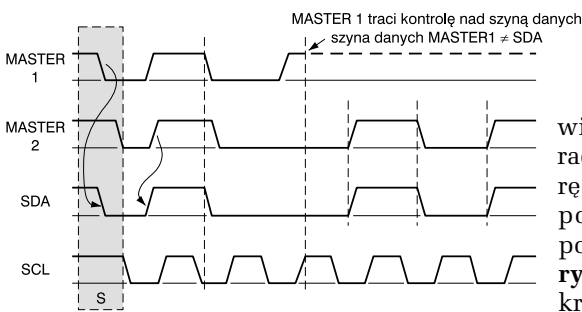 MASTER 1 traci kontrolę nad szyną danych
szyna danych MASTER1 ≠ SDA
MASTER
1
MASTER
2
SDA
SCL
S
wi
rad
rę
po
po
ry
kr